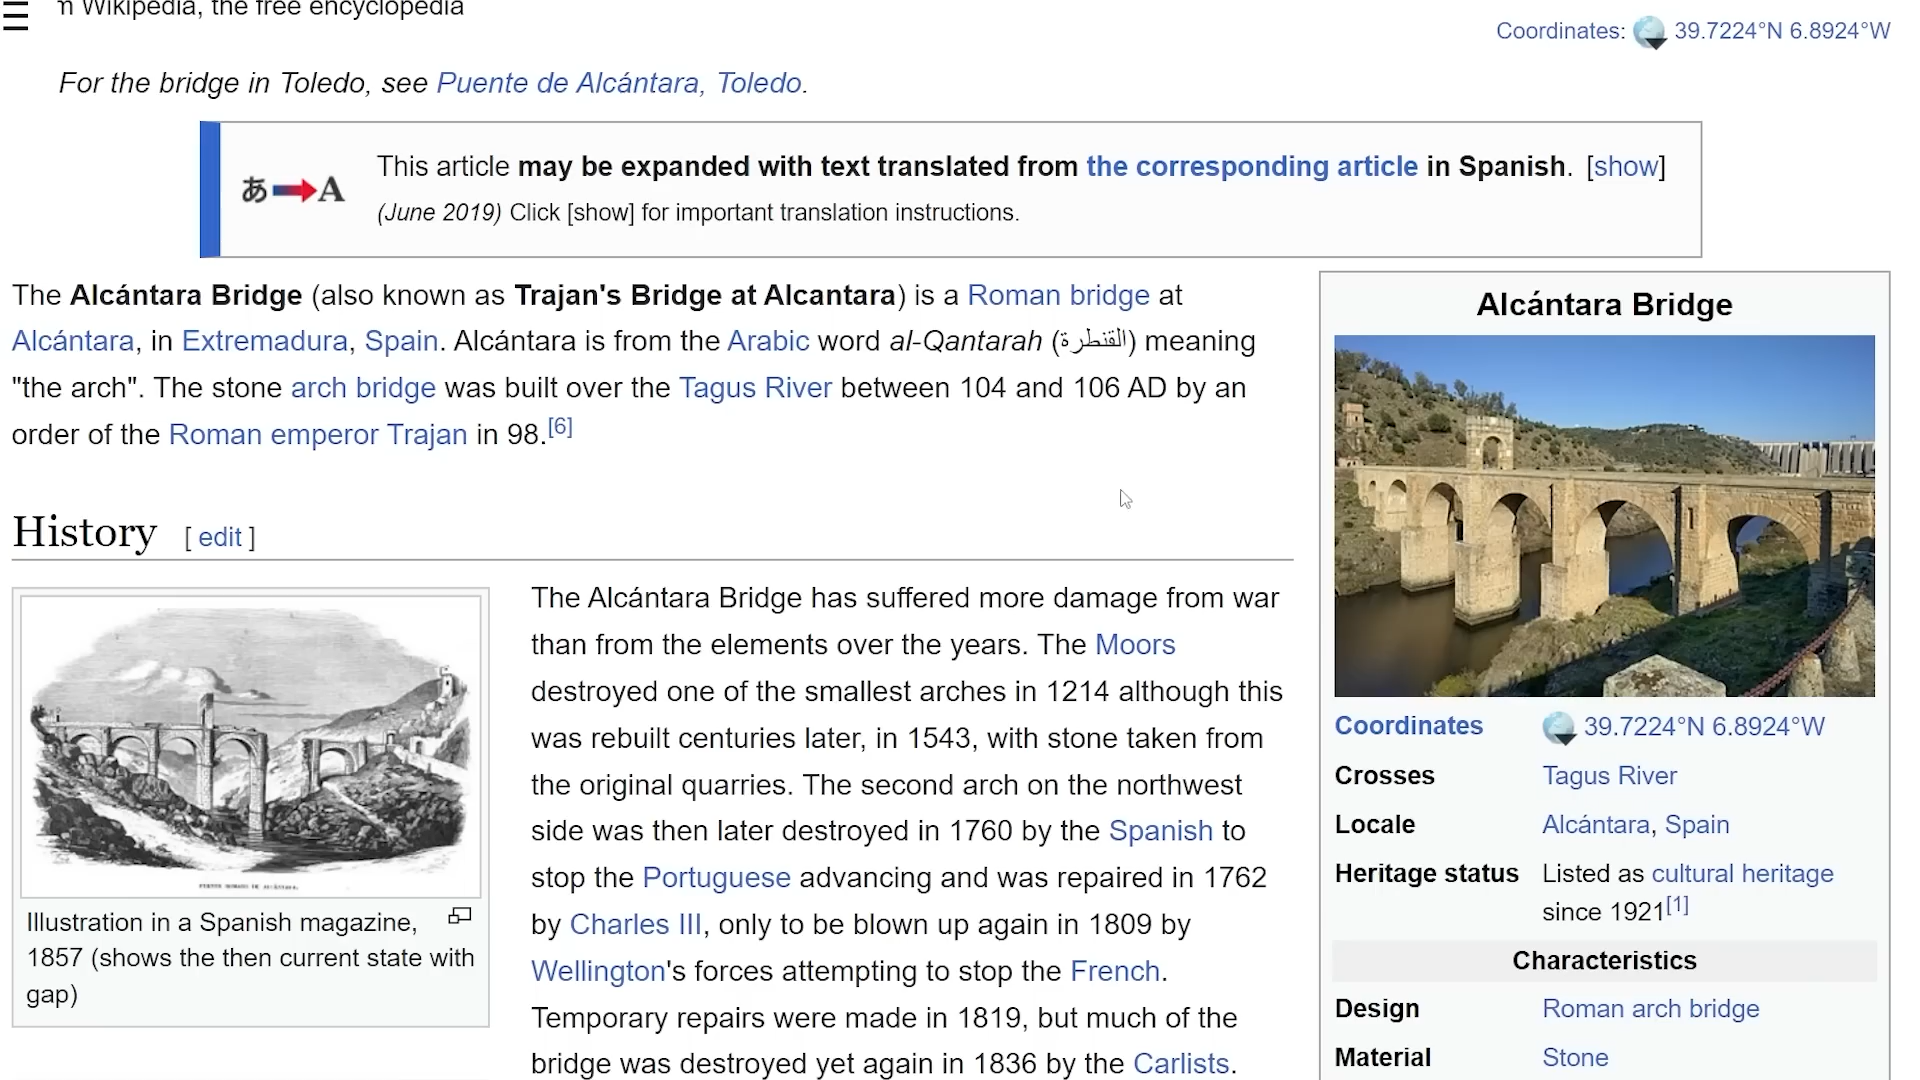 m Wikipedia, the free encyclopedia
Coordinates: 39.7224°N 6.8924°W
For the bridge in Toledo, see Puente de Alcántara, Toledo.
あ A
This article may be expanded with text translated from the corresponding article in Spanish. [show]
(June 2019) Click [show] for important translation instructions.
The Alcántara Bridge (also known as Trajan's Bridge at Alcantara) is a Roman bridge at
Alcántara, in Extremadura, Spain. Alcántara is from the Arabic word al-Qantarah (القنطرة) meaning
"the arch". The stone arch bridge was built over the Tagus River between 104 and 106 AD by an
order of the Roman emperor Trajan in 98.[6]
History [ edit ]
PUENTE ROMANO DE ALCÁNTARA.
Illustration in a Spanish magazine,
1857 (shows the then current state with
gap)
The Alcántara Bridge has suffered more damage from war
than from the elements over the years. The Moors
destroyed one of the smallest arches in 1214 although this
was rebuilt centuries later, in 1543, with stone taken from
the original quarries. The second arch on the northwest
side was then later destroyed in 1760 by the Spanish to
stop the Portuguese advancing and was repaired in 1762
by Charles III, only to be blown up again in 1809 by
Wellington's forces attempting to stop the French.
Temporary repairs were made in 1819, but much of the
bridge was destroyed yet again in 1836 by the Carlists.
Alcántara Bridge
Coordinates 39.7224°N 6.8924°W
Crosses Tagus River
Locale Alcántara, Spain
Heritage status Listed as cultural heritage
since 1921[1]
Characteristics
Design Roman arch bridge
Material Stone